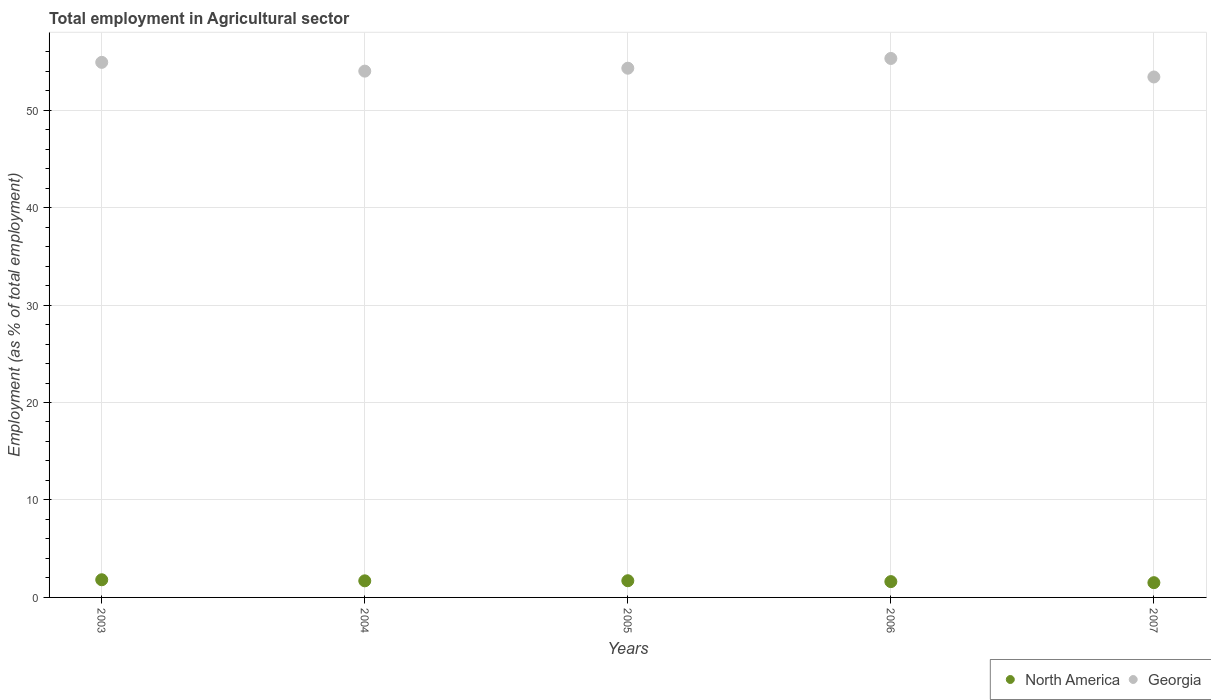 Total employment in Agricultural sector
Employment (as % of total employment)
50
40
30
20
10
0
2003
2004
2005
2006
2007
Years
North America
Georgia